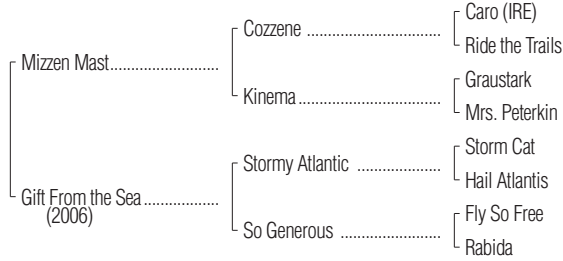 Caro (IRE)
Cozzene ..............................
Ride the Trails
Mizzen Mast........................
Graustark
Kinema................................
Mrs. Peterkin
Storm Cat
Stormy Atlantic ..................
Hail Atlantis
Gift From the Sea ................
(2006)
Fly So Free
So Generous ......................
Rabida